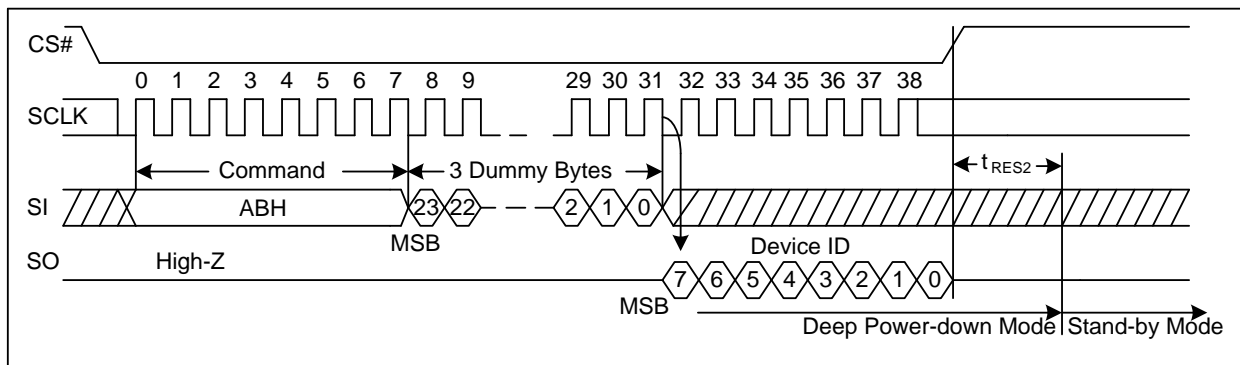 CS#
0 1 2 3 4 5 6 7 8 9 29 30 31 32 33 34 35 36 37 38
SCLK
Command 3 Dummy Bytes tRES2
SI ABH 23 22 2 1 0
MSB Device ID
SO High-Z
7 6 5 4 3 2 1 0
MSB
Deep Power-down Mode Stand-by Mode